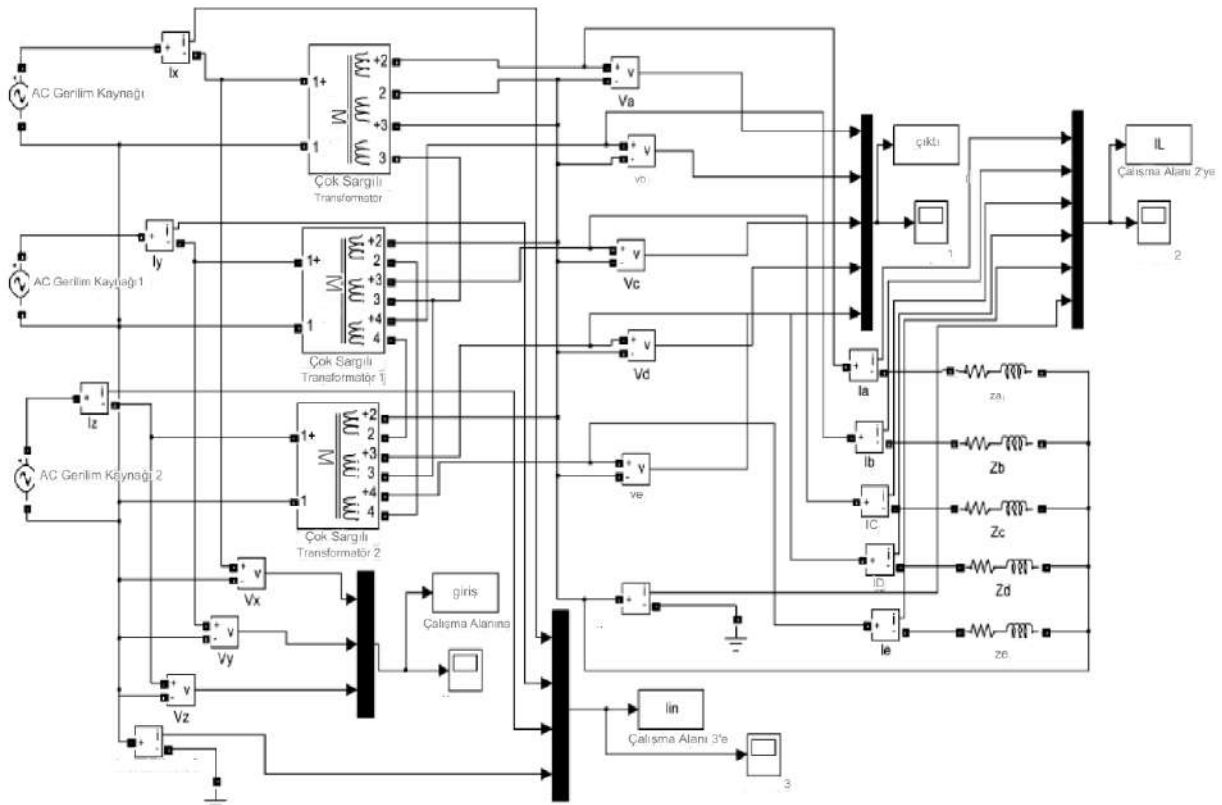 Ix
AC Gerilim Kaynağı
1+
1
M
+2
2
+3
3
Çok Sargılı
Transformatör
Va
vb
çıktı
1
IL
Çalışma Alanı 2'ye
2
Iy
AC Gerilim Kaynağı1
1+
1
M
+2
2
+3
3
+4
4
Çok Sargılı
Transformatör 1
Vc
Vd
Iz
AC Gerilim Kaynağı 2
1+
1
M
+2
2
+3
3
+4
4
Çok Sargılı
Transformatör 2
ve
Ia
za
Ib
Zb
IC
Zc
ID
Zd
Ie
ze
Vx
Vy
Vz
giriş
Çalışma Alanına
Iin
Çalışma Alanı 3'e
3